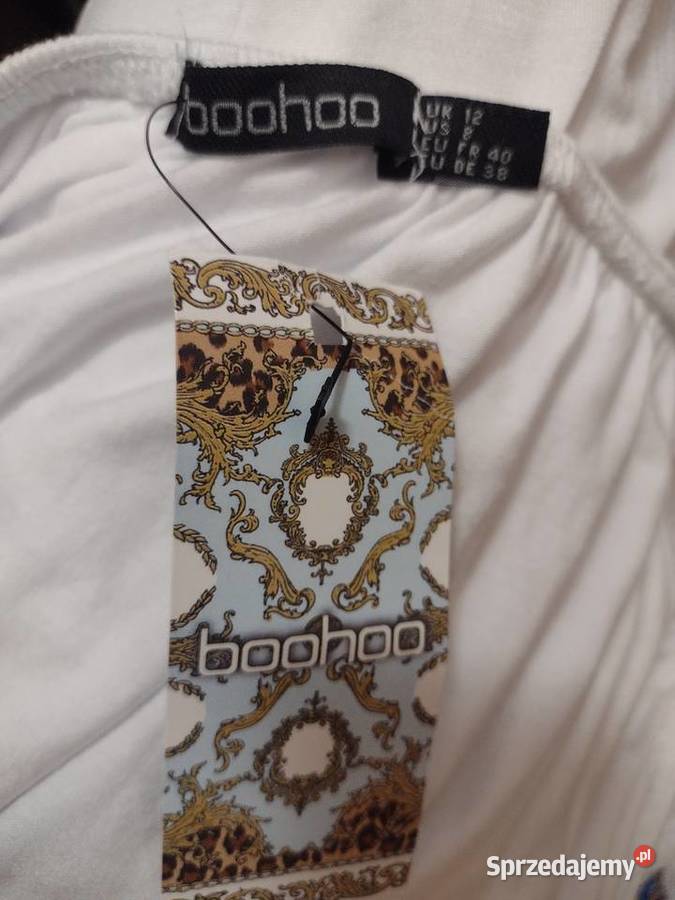 boohoo
UK 12
US 8
EU FR 40
EU DE 38
boohoo
Sprzedajemy.pl